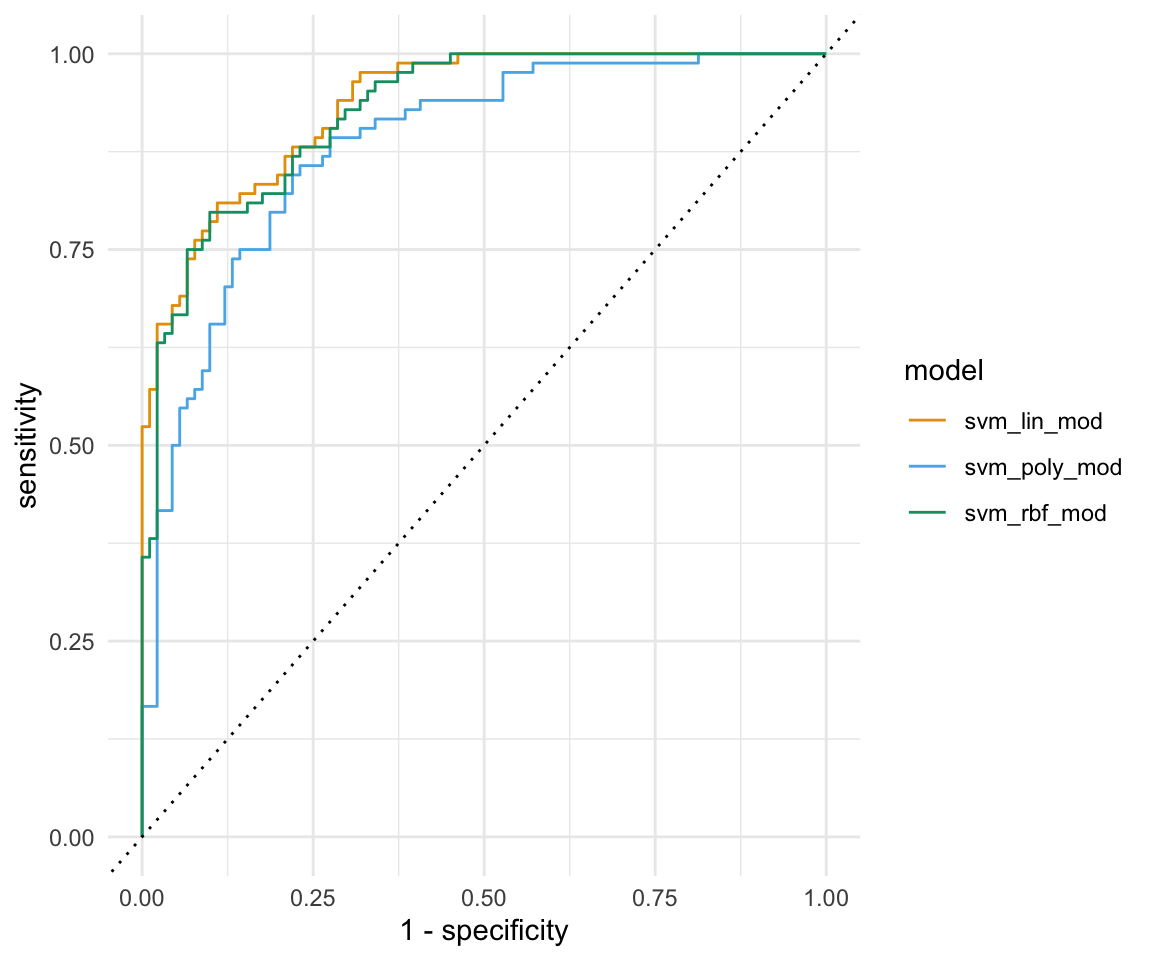 1.00
0.75
0.50
0.25
0.00
sensitivity
0.00 0.25 0.50 0.75 1.00
1 - specificity
model
svm_lin_mod
svm_poly_mod
svm_rbf_mod